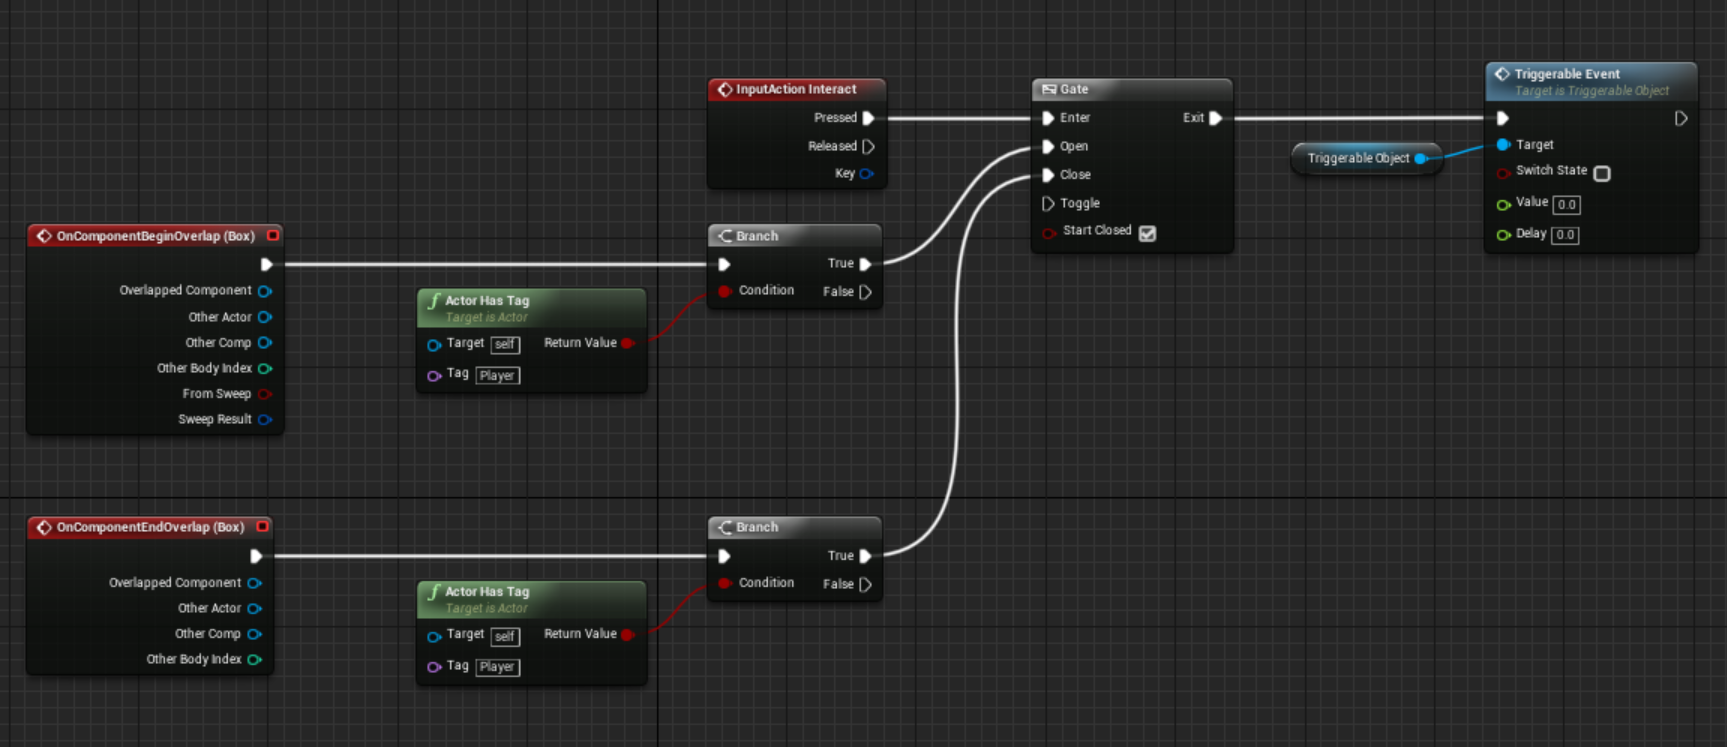 InputAction Interact
Pressed
Released
Key
Gate
Enter
Exit
Open
Close
Toggle
Start Closed
Triggerable Event
Target is Triggerable Object
Triggerable Object
Target
Switch State
Value 0.0
Delay 0.0
OnComponentBeginOverlap (Box)
Overlapped Component
Other Actor
Other Comp
Other Body Index
From Sweep
Sweep Result
Actor Has Tag
Target is Actor
Target self Return Value
Tag Player
Branch
True
Condition False
OnComponentEndOverlap (Box)
Overlapped Component
Other Actor
Other Comp
Other Body Index
Actor Has Tag
Target is Actor
Target self Return Value
Tag Player
Branch
True
Condition False